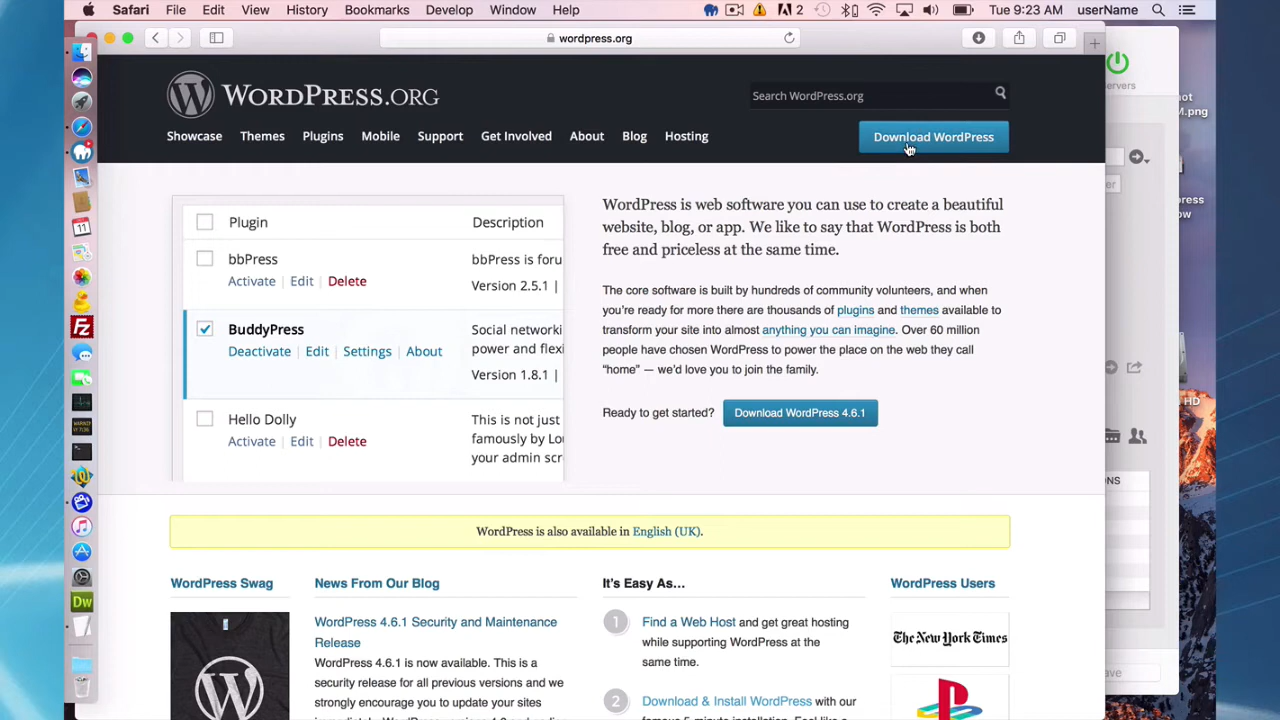 Safari File Edit View History Bookmarks Develop Window Help
2 Tue 9:23 AM userName
wordpress.org
WORDPRESS.ORG
Search WordPress.org
Showcase Themes Plugins Mobile Support Get Involved About Blog Hosting
Download WordPress
Plugin Description
bbPress bbPress is foru
Activate | Edit | Delete Version 2.5.1 |
BuddyPress Social networki
Deactivate | Edit | Settings | About power and flexi
Version 1.8.1 |
Hello Dolly This is not just
Activate | Edit | Delete famously by Lou
your admin scr
WordPress is web software you can use to create a beautiful
website, blog, or app. We like to say that WordPress is both
free and priceless at the same time.
The core software is built by hundreds of community volunteers, and when
you're ready for more there are thousands of plugins and themes available to
transform your site into almost anything you can imagine. Over 60 million
people have chosen WordPress to power the place on the web they call
“home” — we'd love you to join the family.
Ready to get started? Download WordPress 4.6.1
WordPress is also available in English (UK).
WordPress Swag
News From Our Blog
WordPress 4.6.1 Security and Maintenance
Release
WordPress 4.6.1 is now available. This is a
security release for all previous versions and we
strongly encourage you to update your sites
It's Easy As…
1 Find a Web Host and get great hosting
while supporting WordPress at the
same time.
2 Download & Install WordPress with our
WordPress Users
The New York Times
11
Fz
Dw
ervers
uot
M.png
or
press
ow
HD
NS
ave